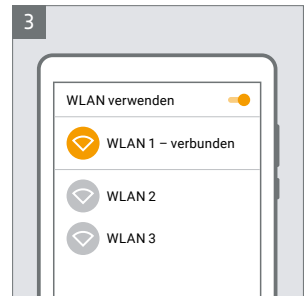 3
WLAN verwenden
WLAN 1 – verbunden
WLAN 2
WLAN 3